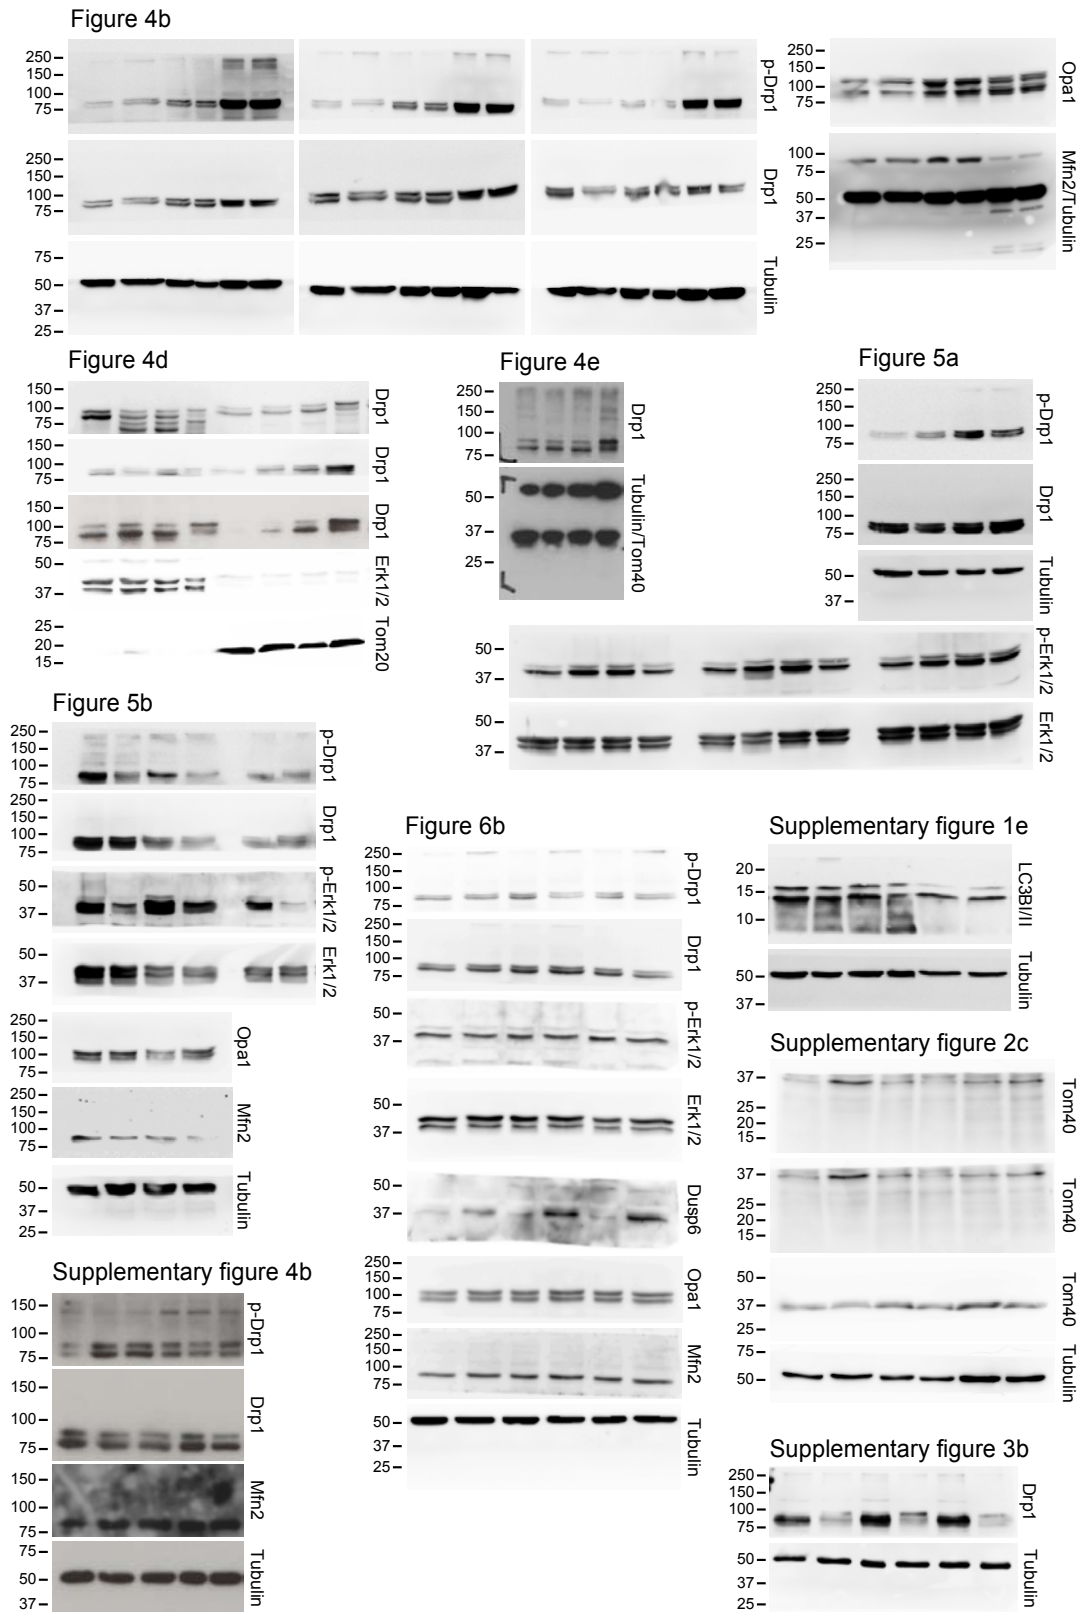 Figure 4b
250
150
100
75
p-Drp1
250
150
100
75
Drp1
75
50
37
25
Tubulin
250
150
100
75
Opa1
100
75
50
37
25
Mfn2/Tubulin
Figure 4d
150
100
75
Drp1
150
100
75
Drp1
150
100
75
Drp1
50
37
Erk1/2
25
20
15
Tom20
Figure 4e
250
150
100
75
Drp1
50
37
25
Tubulin/Tom40
Figure 5a
250
150
100
75
p-Drp1
250
150
100
75
Drp1
50
37
Tubulin
50
37
p-Erk1/2
50
37
Erk1/2
Figure 5b
250
150
100
75
p-Drp1
250
150
100
75
Drp1
50
37
p-Erk1/2
50
37
Erk1/2
250
150
100
75
Opa1
250
150
100
75
Mfn2
50
37
25
Tubulin
Figure 6b
250
150
100
75
p-Drp1
250
150
100
75
Drp1
50
37
p-Erk1/2
50
37
Erk1/2
50
37
Dusp6
250
150
100
75
Opa1
250
150
100
75
Mfn2
50
37
25
Tubulin
Supplementary figure 1e
20
15
10
LC3BI/II
50
37
Tubulin
Supplementary figure 2c
37
25
20
15
Tom40
37
25
20
15
Tom40
50
37
25
Tom40
75
50
Tubulin
Supplementary figure 4b
150
100
75
p-Drp1
100
75
Drp1
150
100
75
Mfn2
75
50
37
Tubulin
Supplementary figure 3b
250
150
100
75
Drp1
50
37
25
Tubulin